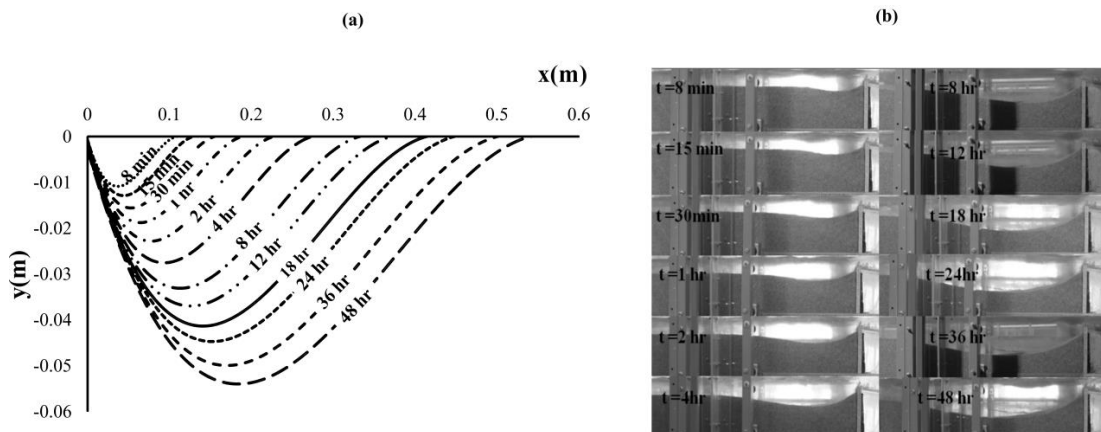 (a)
x(m)
0 0.1 0.2 0.3 0.4 0.5 0.6
0
-0.01
-0.02
-0.03
-0.04
-0.05
-0.06
y(m)
8 min
15 min
30 min
1 hr
2 hr
4 hr
8 hr
12 hr
18 hr
24 hr
36 hr
48 hr
(b)
t =8 min
t =15 min
t =30min
t =1 hr
t =2 hr
t =4hr
t =8 hr
t =12 hr
t =18 hr
t =24hr
t =36 hr
t =48 hr